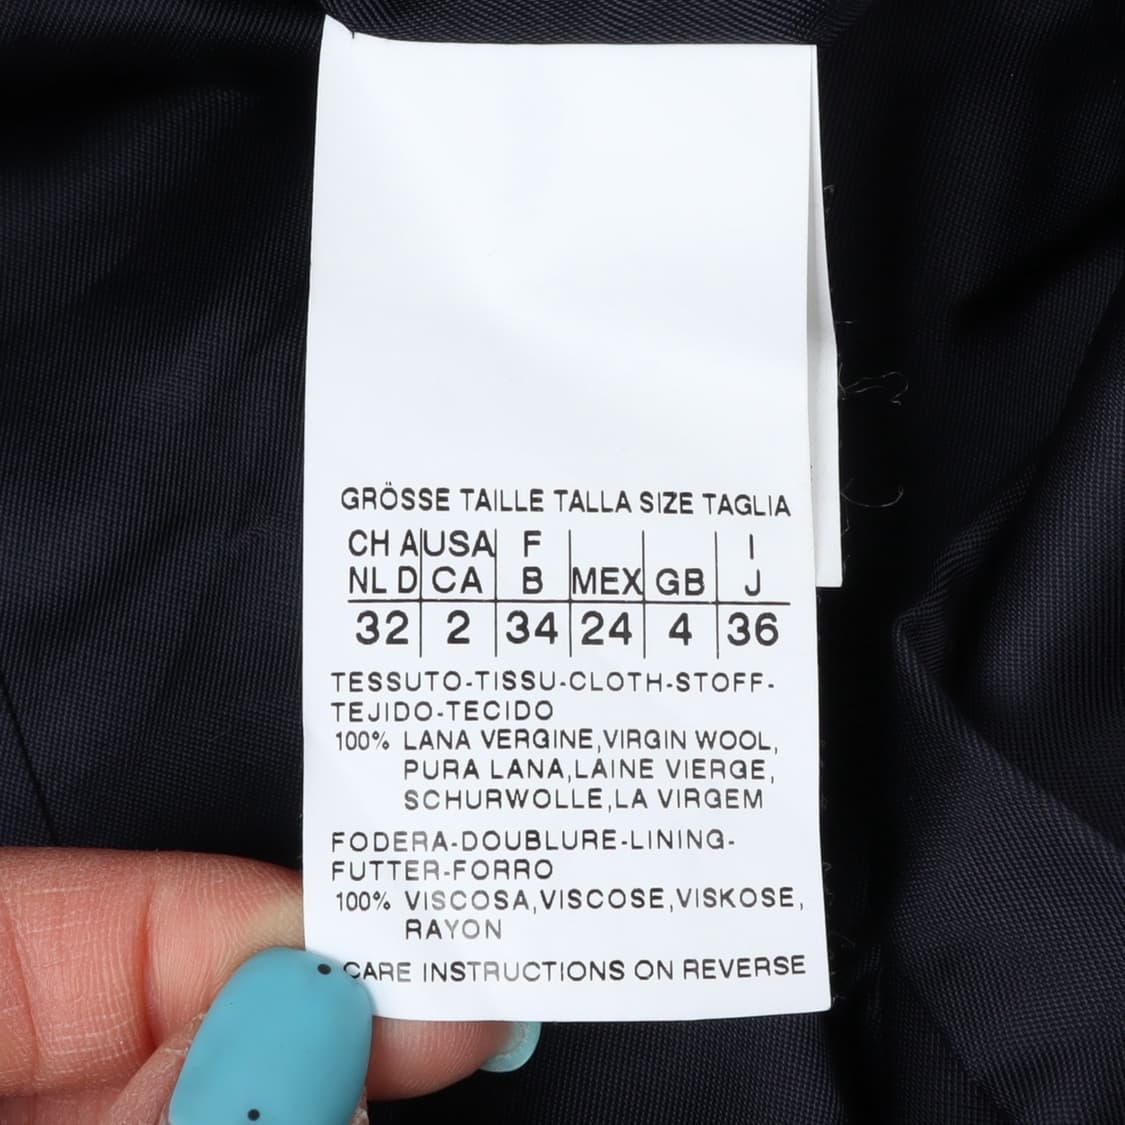 GRÖSSE TAILLE TALLA SIZE TAGLIA
CH A USA F I
NL D CA B MEX GB J
32 2 34 24 4 36
TESSUTO-TISSU-CLOTH-STOFF-
TEJIDO-TECIDO
100% LANA VERGINE,VIRGIN WOOL,
PURA LANA,LAINE VIERGE,
SCHURWOLLE,LA VIRGEM
FODERA-DOUBLURE-LINING-
FUTTER-FORRO
100% VISCOSA,VISCOSE,VISKOSE,
RAYON
CARE INSTRUCTIONS ON REVERSE